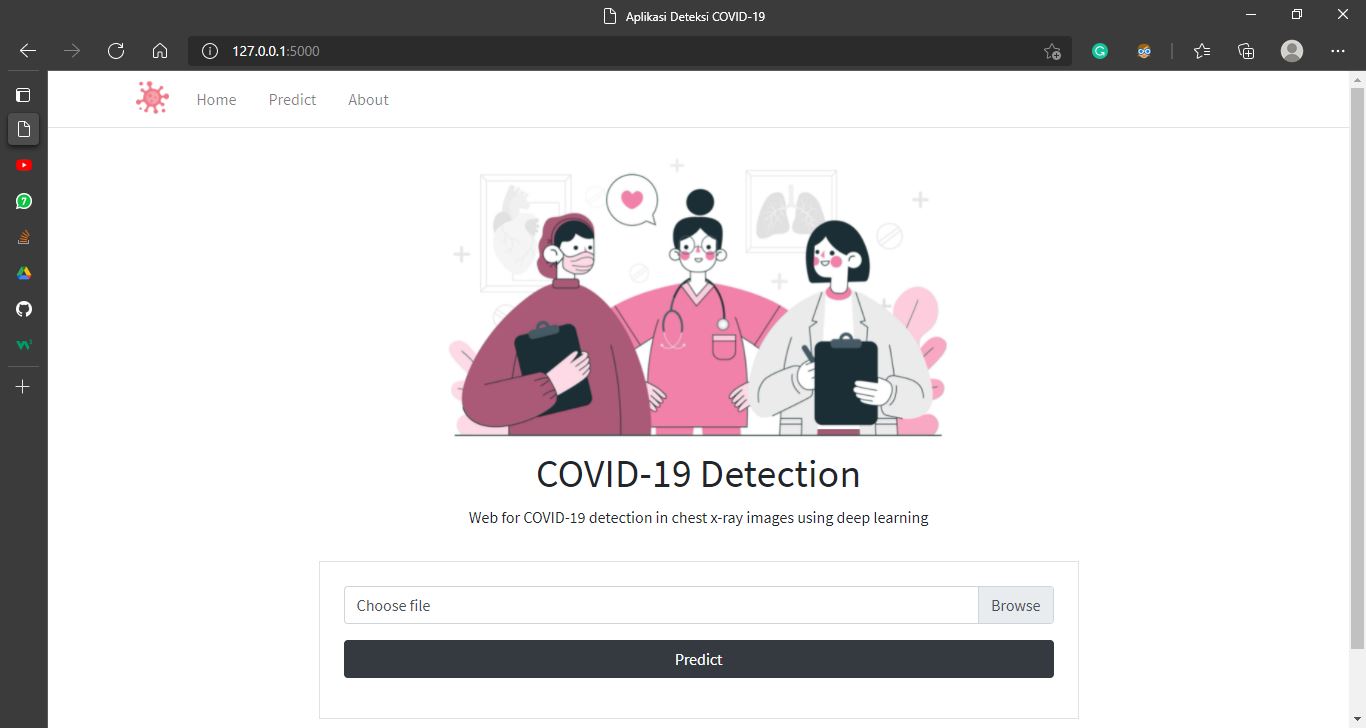 Aplikasi Deteksi COVID-19
127.0.0.1:5000
Home Predict About
COVID-19 Detection
Web for COVID-19 detection in chest x-ray images using deep learning
Choose file Browse
Predict